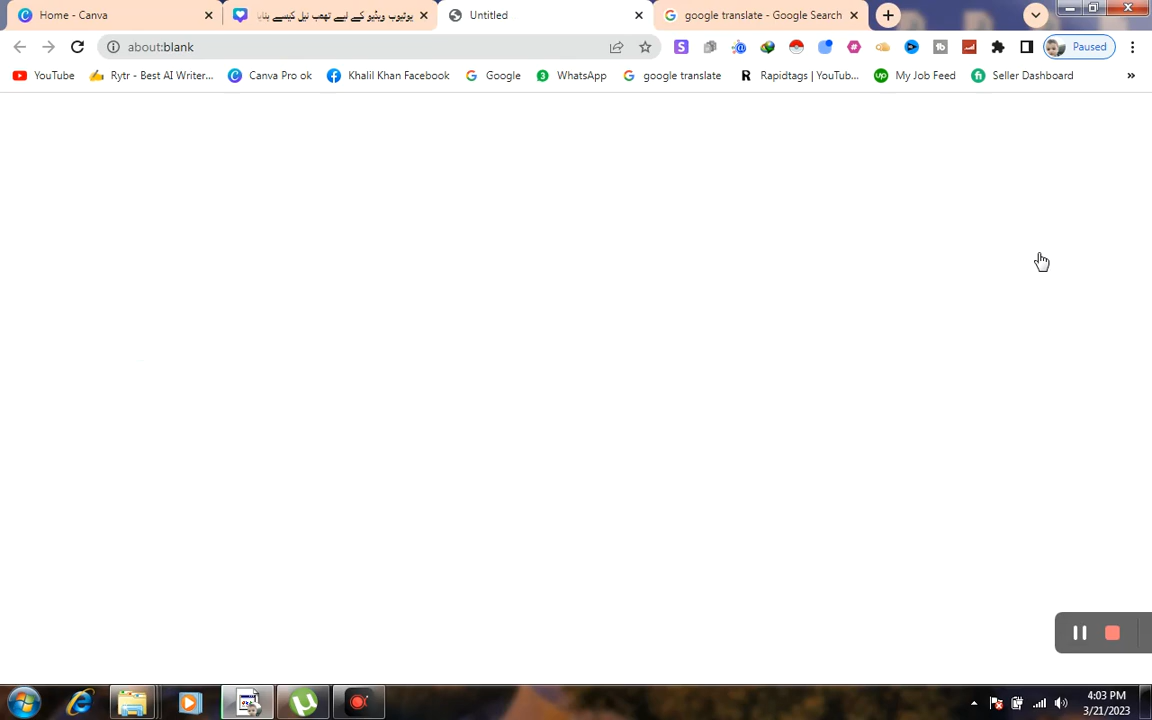 Home - Canva
یوٹیوب ویڈیو کے لیے تھمب نیل کیسے بنایا
Untitled
google translate - Google Search
about:blank
Paused
YouTube
Rytr - Best AI Writer...
Canva Pro ok
Khalil Khan Facebook
Google
WhatsApp
google translate
Rapidtags | YouTub...
My Job Feed
Seller Dashboard
»
4:03 PM
3/21/2023